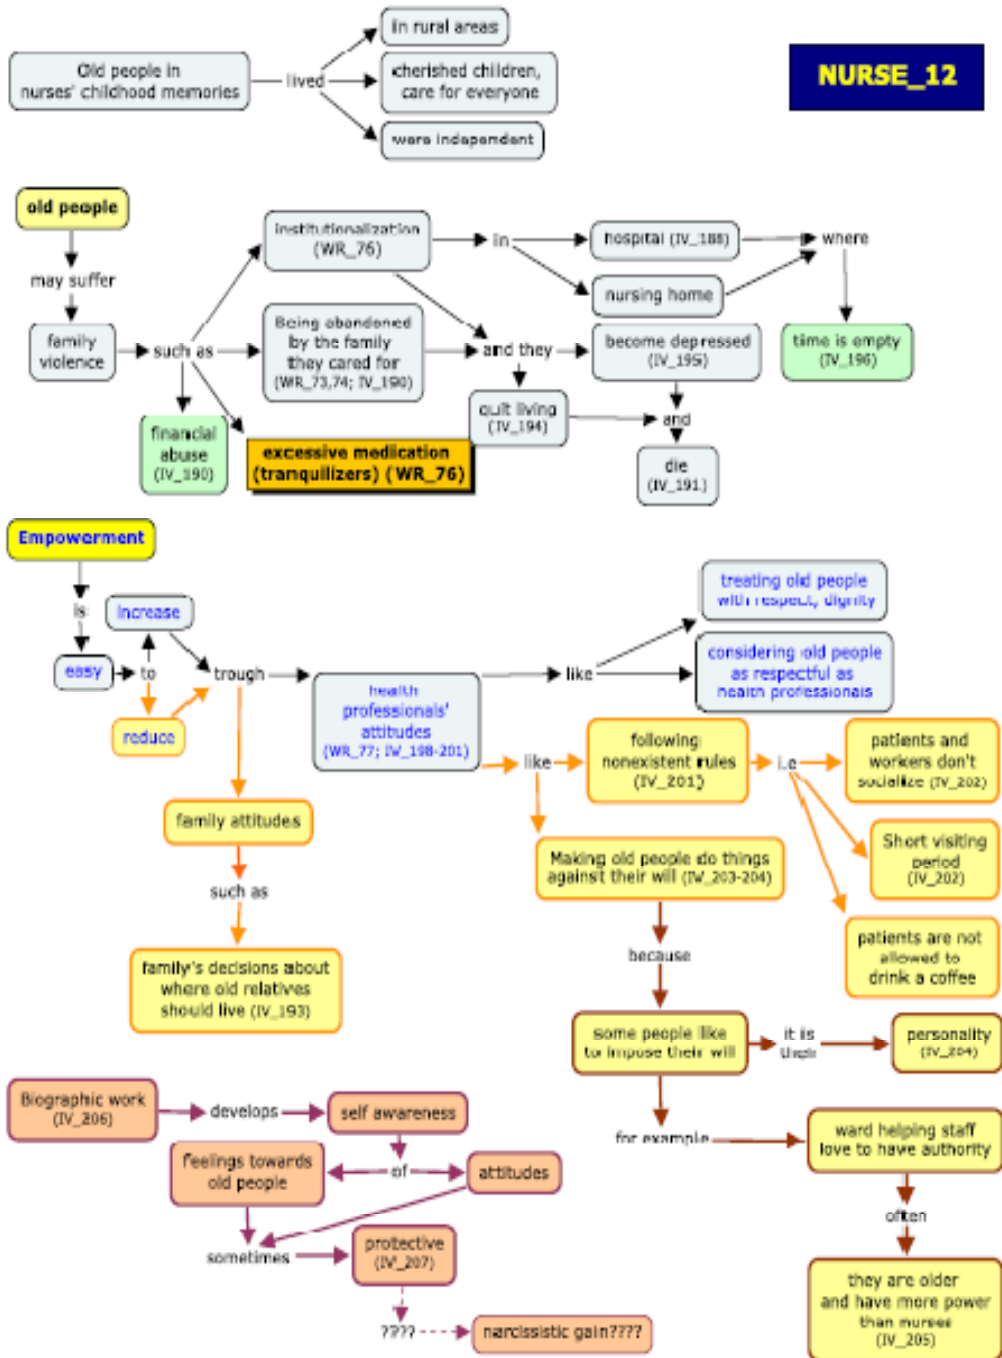 in rural areas
Old people in
nurses' childhood memories
lived
cherished children,
care for everyone
were independent
NURSE_12
old people
may suffer
family
violence
such as
institutionalization
(WR_76)
in
hospital (IV_188)
where
nursing home
Being abandoned
by the family
they cared for
(WR_73,74; IV_190)
and they
become depressed
(IV_195)
time is empty
(IV_196)
financial
abuse
(IV_190)
excessive medication
(tranquilizers) (WR_76)
quit living
(IV_194)
and
die
(IV_191)
Empowerment
is
easy
to
increase
reduce
trough
health
professionals'
attitudes
(WR_77; IV_198-201)
like
treating old people
with respect, dignity
considering old people
as respectful as
health professionals
like
following
nonexistent rules
(IV_201)
i.e
patients and
workers don't
socialize (IV_202)
Short visiting
period
(IV_202)
patients are not
allowed to
drink a coffee
family attitudes
such as
family's decisions about
where old relatives
should live (IV_193)
Making old people do things
against their will (IV_203-204)
because
some people like
to impose their will
it is
their
personality
(IV_204)
for example
ward helping staff
love to have authority
often
they are older
and have more power
than nurses
(IV_205)
Biographic work
(IV_206)
develops
self awareness
of
feelings towards
old people
attitudes
sometimes
protective
(IV_207)
????
narcissistic gain????